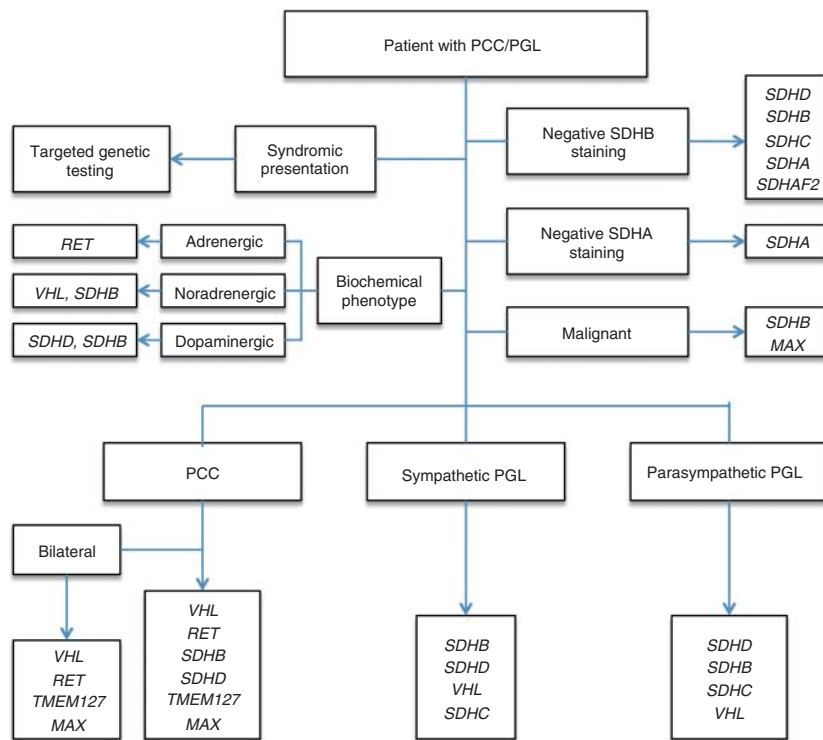 Patient with PCC/PGL
Negative SDHB
staining
SDHD
SDHB
SDHC
SDHA
SDHAF2
Targeted genetic
testing
Syndromic
presentation
Negative SDHA
staining
SDHA
RET
Adrenergic
VHL, SDHB
Noradrenergic
SDHD, SDHB
Dopaminergic
Biochemical
phenotype
Malignant
SDHB
MAX
PCC
Sympathetic PGL
Parasympathetic PGL
Bilateral
VHL
RET
TMEM127
MAX
VHL
RET
SDHB
SDHD
TMEM127
MAX
SDHB
SDHD
VHL
SDHC
SDHD
SDHB
SDHC
VHL